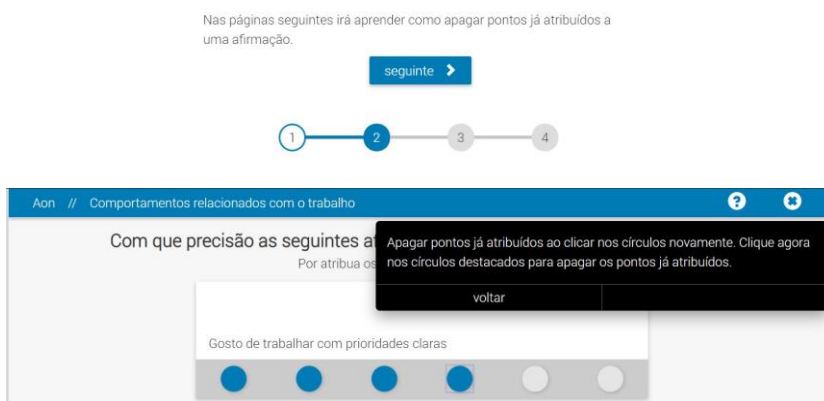 Nas páginas seguintes irá aprender como apagar pontos já atribuídos a
uma afirmação.
seguinte
1 2 3 4
Aon // Comportamentos relacionados com o trabalho
Com que precisão as seguintes af
Por atribua os
Apagar pontos já atribuídos ao clicar nos círculos novamente. Clique agora
nos círculos destacados para apagar os pontos já atribuídos.
voltar
Gosto de trabalhar com prioridades claras